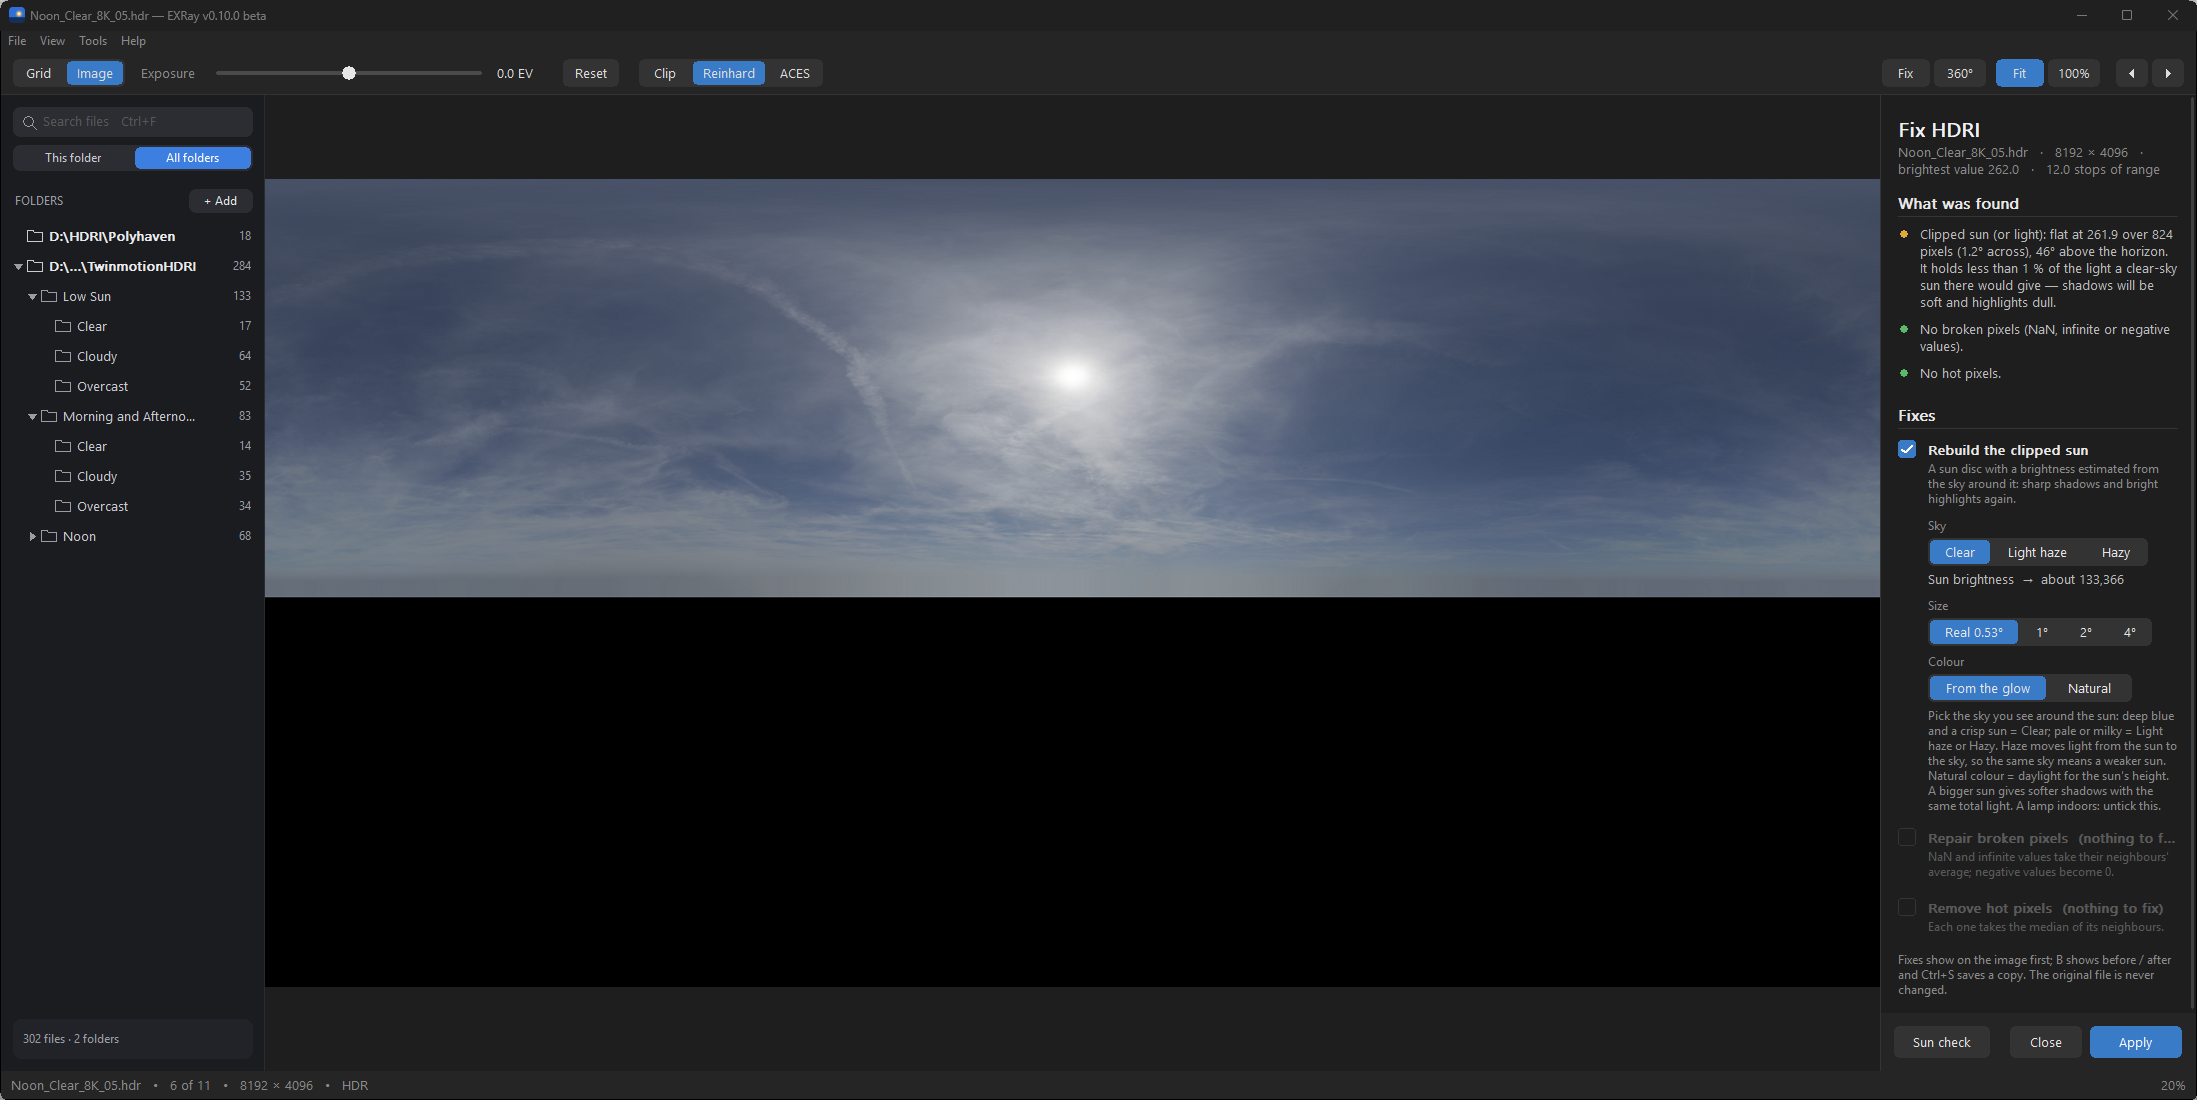 Noon_Clear_8K_05.hdr — EXRay v0.10.0 beta
File View Tools Help
Grid Image Exposure 0.0 EV Reset Clip Reinhard ACES Fix 360° Fit 100%
Search files Ctrl+F
This folder All folders
FOLDERS + Add
D:\HDRI\Polyhaven 18
D:\...\TwinmotionHDRI 284
Low Sun 133
Clear 17
Cloudy 64
Overcast 52
Morning and Afterno... 83
Clear 14
Cloudy 35
Overcast 34
Noon 68
302 files · 2 folders
Fix HDRI
Noon_Clear_8K_05.hdr · 8192 × 4096 ·
brightest value 262.0 · 12.0 stops of range
What was found
Clipped sun (or light): flat at 261.9 over 824
pixels (1.2° across), 46° above the horizon.
It holds less than 1 % of the light a clear-sky
sun there would give — shadows will be
soft and highlights dull.
No broken pixels (NaN, infinite or negative
values).
No hot pixels.
Fixes
Rebuild the clipped sun
A sun disc with a brightness estimated from
the sky around it: sharp shadows and bright
highlights again.
Sky
Clear Light haze Hazy
Sun brightness → about 133,366
Size
Real 0.53° 1° 2° 4°
Colour
From the glow Natural
Pick the sky you see around the sun: deep blue
and a crisp sun = Clear; pale or milky = Light
haze or Hazy. Haze moves light from the sun to
the sky, so the same sky means a weaker sun.
Natural colour = daylight for the sun's height.
A bigger sun gives softer shadows with the
same total light. A lamp indoors: untick this.
Repair broken pixels (nothing to f...
NaN and infinite values take their neighbours'
average; negative values become 0.
Remove hot pixels (nothing to fix)
Each one takes the median of its neighbours.
Fixes show on the image first; B shows before / after
and Ctrl+S saves a copy. The original file is never
changed.
Sun check Close Apply
Noon_Clear_8K_05.hdr • 6 of 11 • 8192 × 4096 • HDR 20%